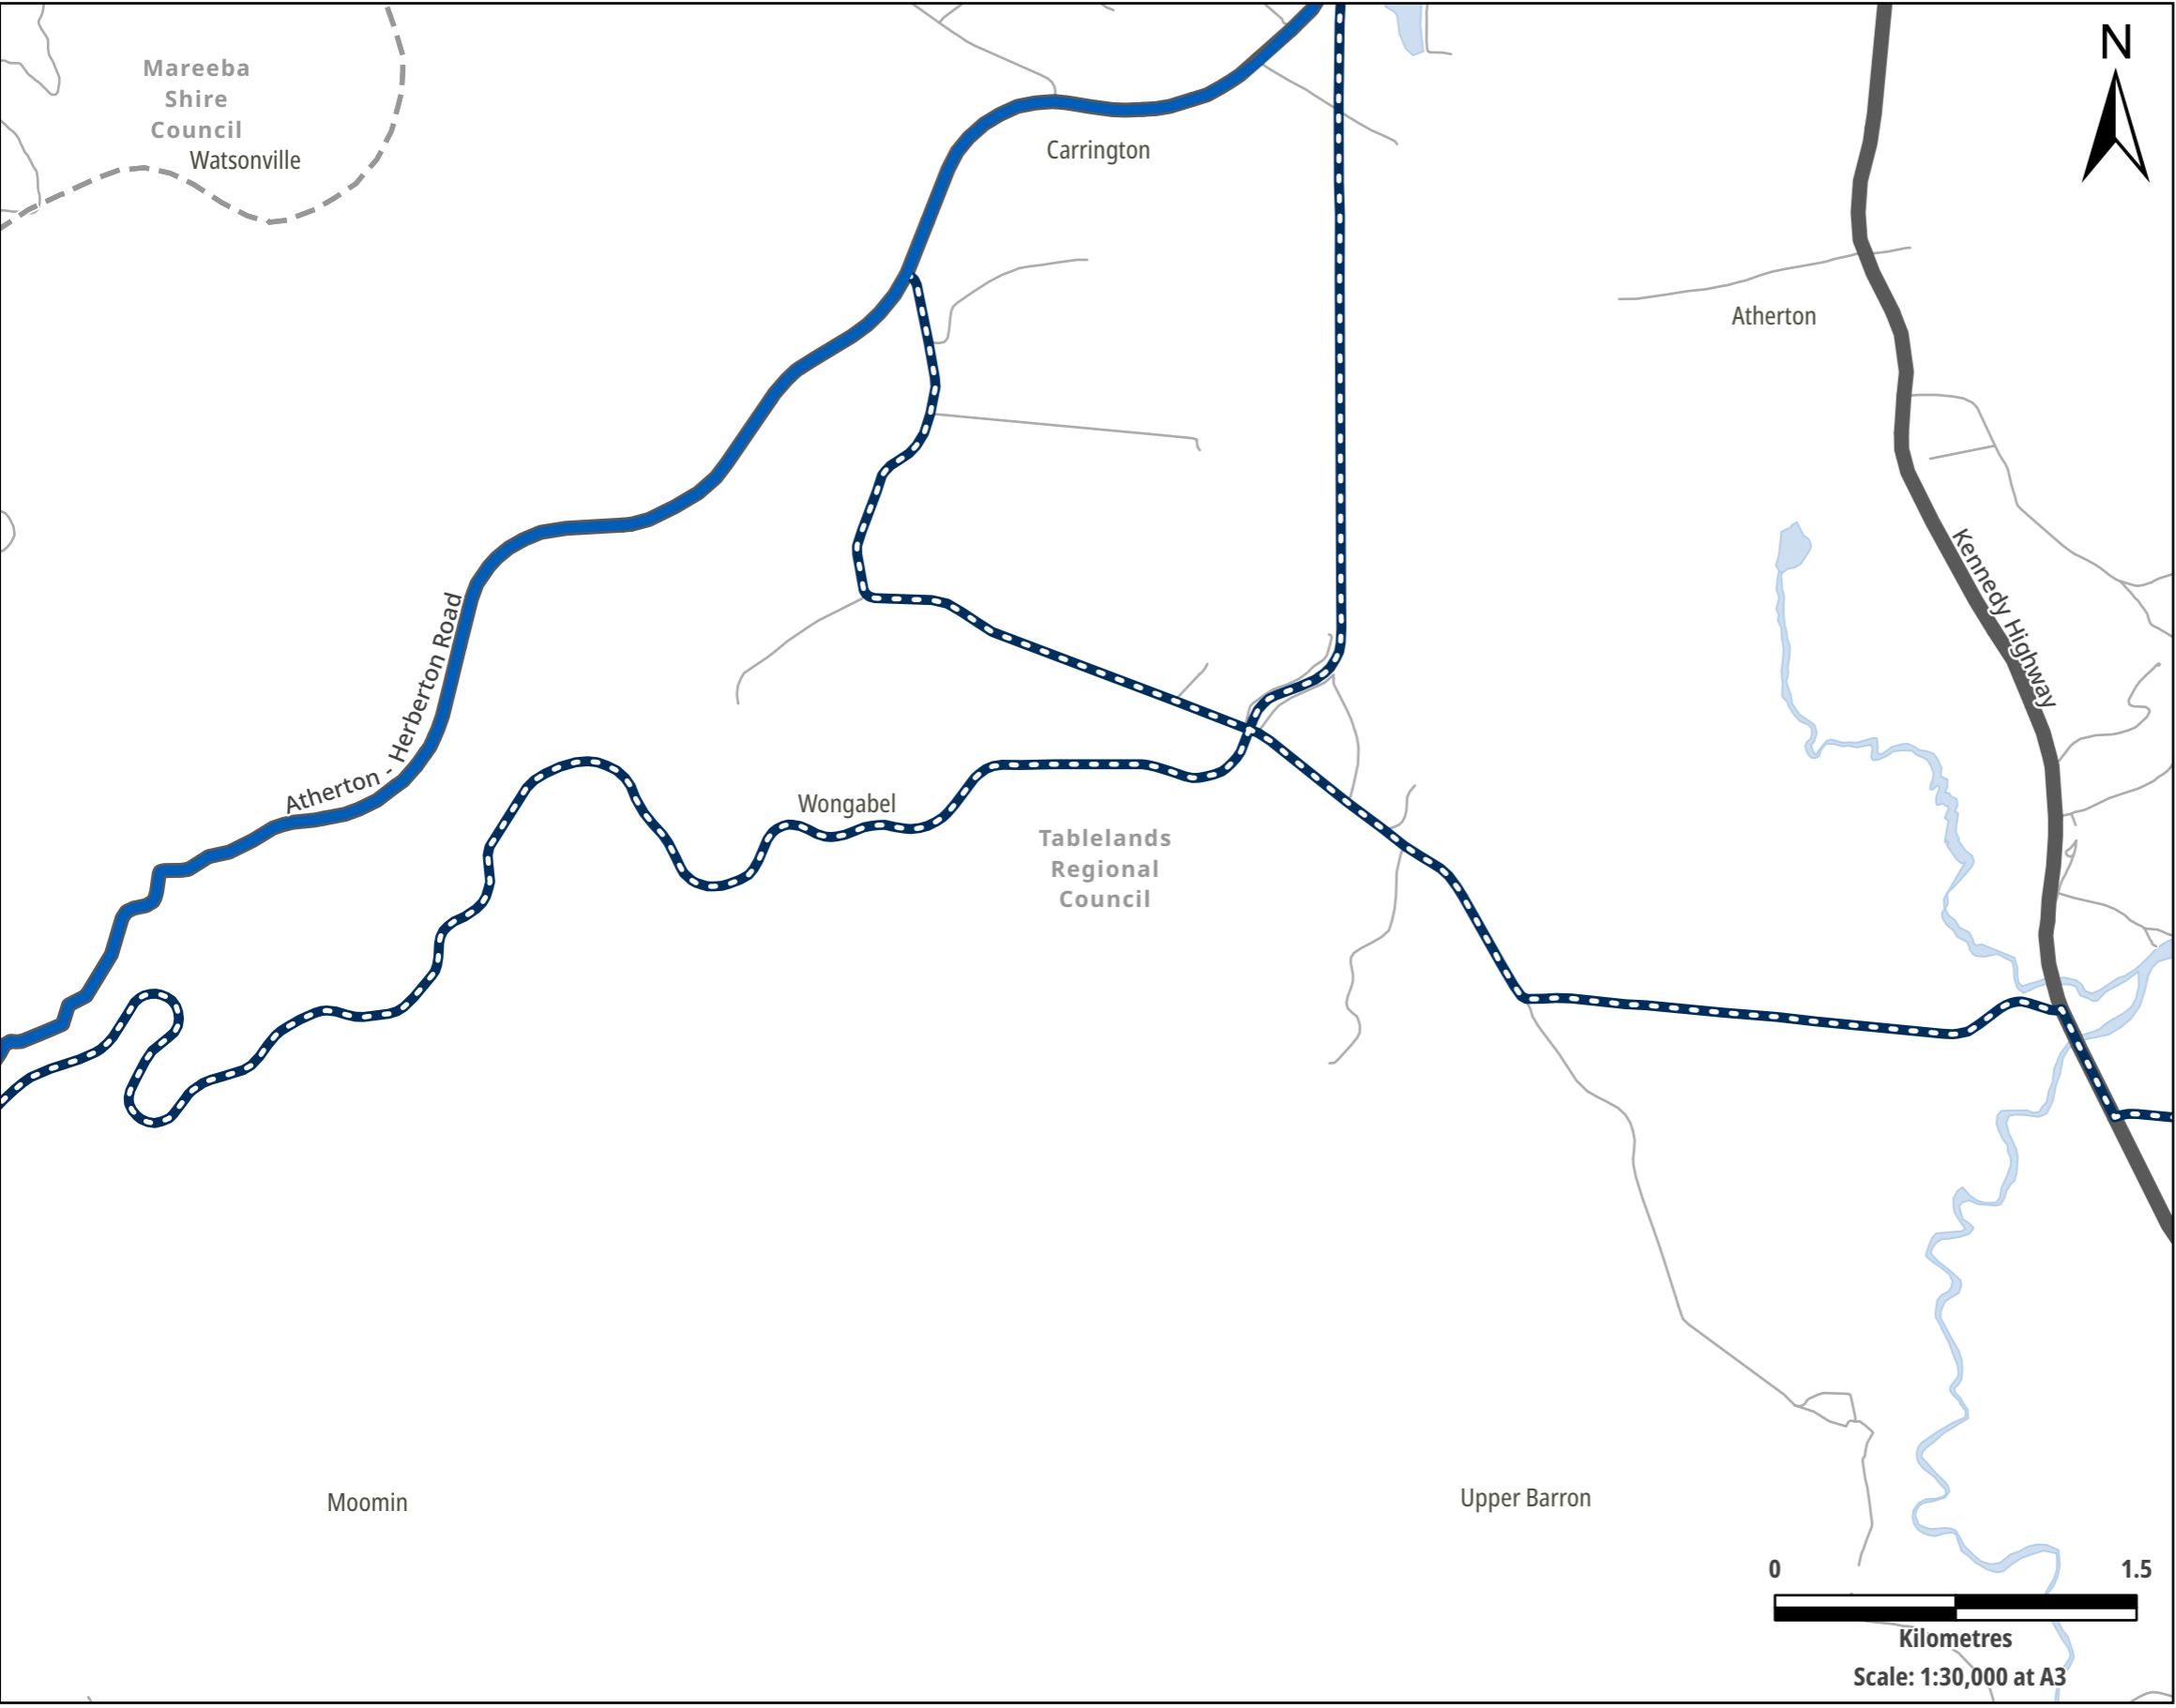 N
Mareeba
Shire
Council
Watsonville
Carrington
Atherton
Kennedy Highway
Atherton - Herberton Road
Wongabel
Tablelands
Regional
Council
Moomin
Upper Barron
0 1.5
Kilometres
Scale: 1:30,000 at A3